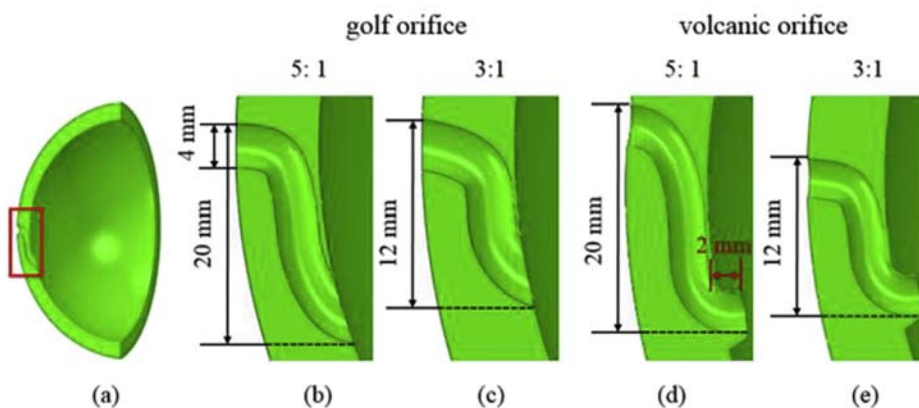 golf orifice volcanic orifice
5: 1 3:1 5: 1 3:1
4 mm
20 mm
12 mm
20 mm
2 mm
12 mm
(a) (b) (c) (d) (e)